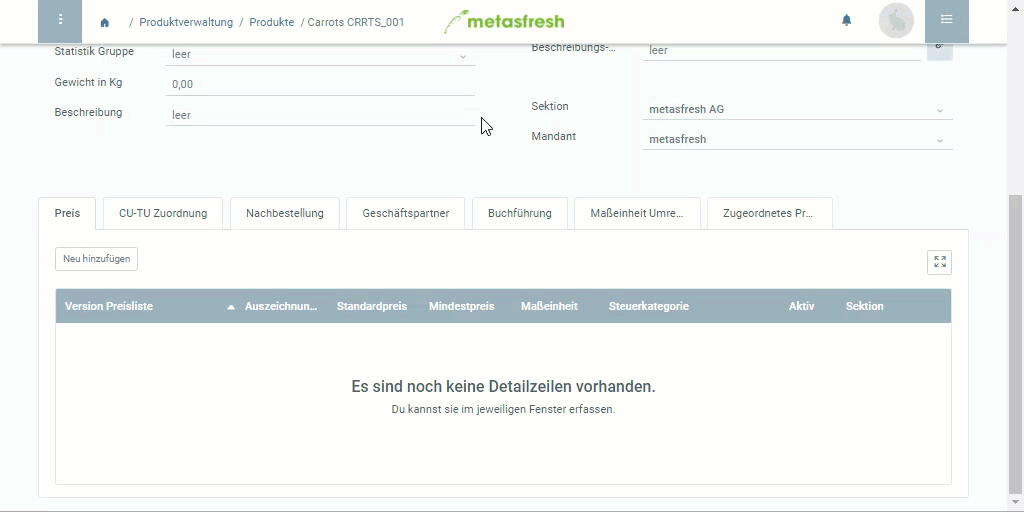 / Produktverwaltung / Produkte / Carrots CRRTS_001
metasfresh
Statistik Gruppe
leer
Gewicht in Kg
0,00
Beschreibung
leer
Beschreibungs-...
leer
Sektion
metasfresh AG
Mandant
metasfresh
Preis
CU-TU Zuordnung
Nachbestellung
Geschäftspartner
Buchführung
Maßeinheit Umre...
Zugeordnetes Pr...
Neu hinzufügen
Version Preisliste
Auszeichnun...
Standardpreis
Mindestpreis
Maßeinheit
Steuerkategorie
Aktiv
Sektion
Es sind noch keine Detailzeilen vorhanden.
Du kannst sie im jeweiligen Fenster erfassen.